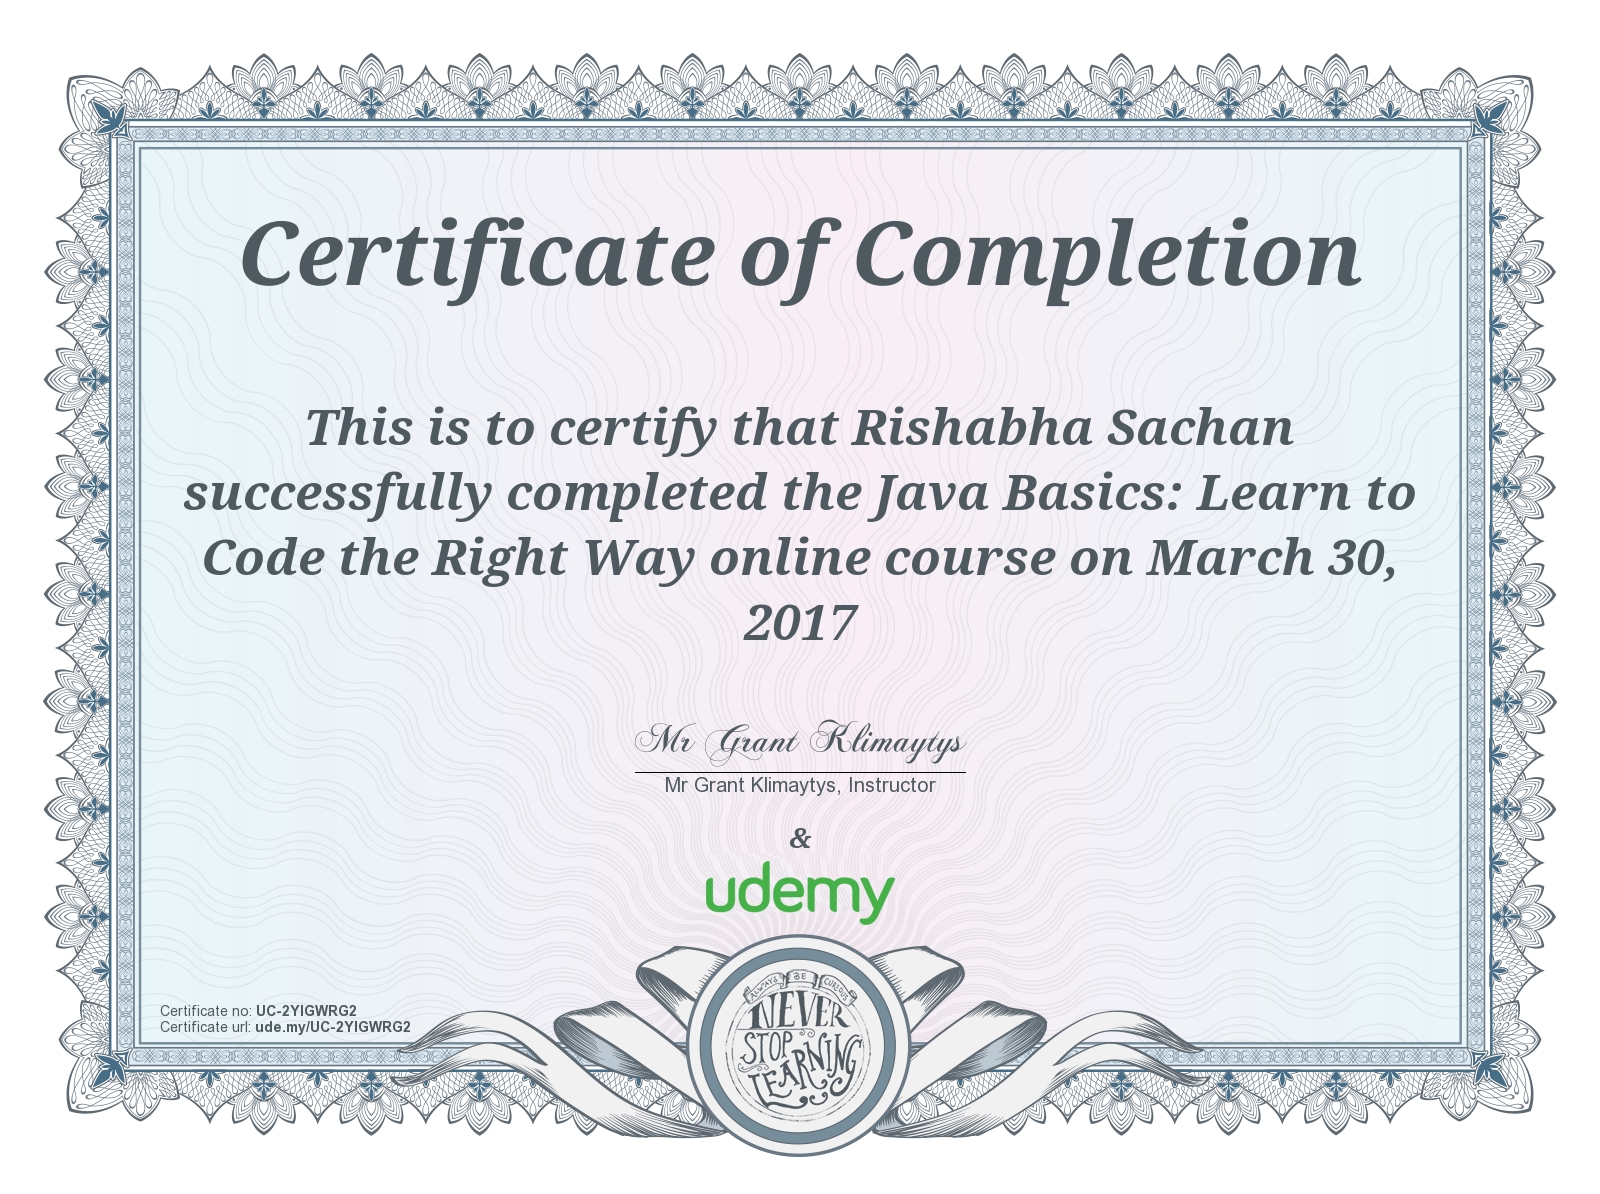 Certificate of Completion
This is to certify that Rishabha Sachan
successfully completed the Java Basics: Learn to
Code the Right Way online course on March 30,
2017
Mr Grant Klimaytys
Mr Grant Klimaytys, Instructor
&
udemy
Certificate no: UC-2YIGWRG2
Certificate url: ude.my/UC-2YIGWRG2
ALWAYS BE CURIOUS
NEVER
STOP
LEARNING